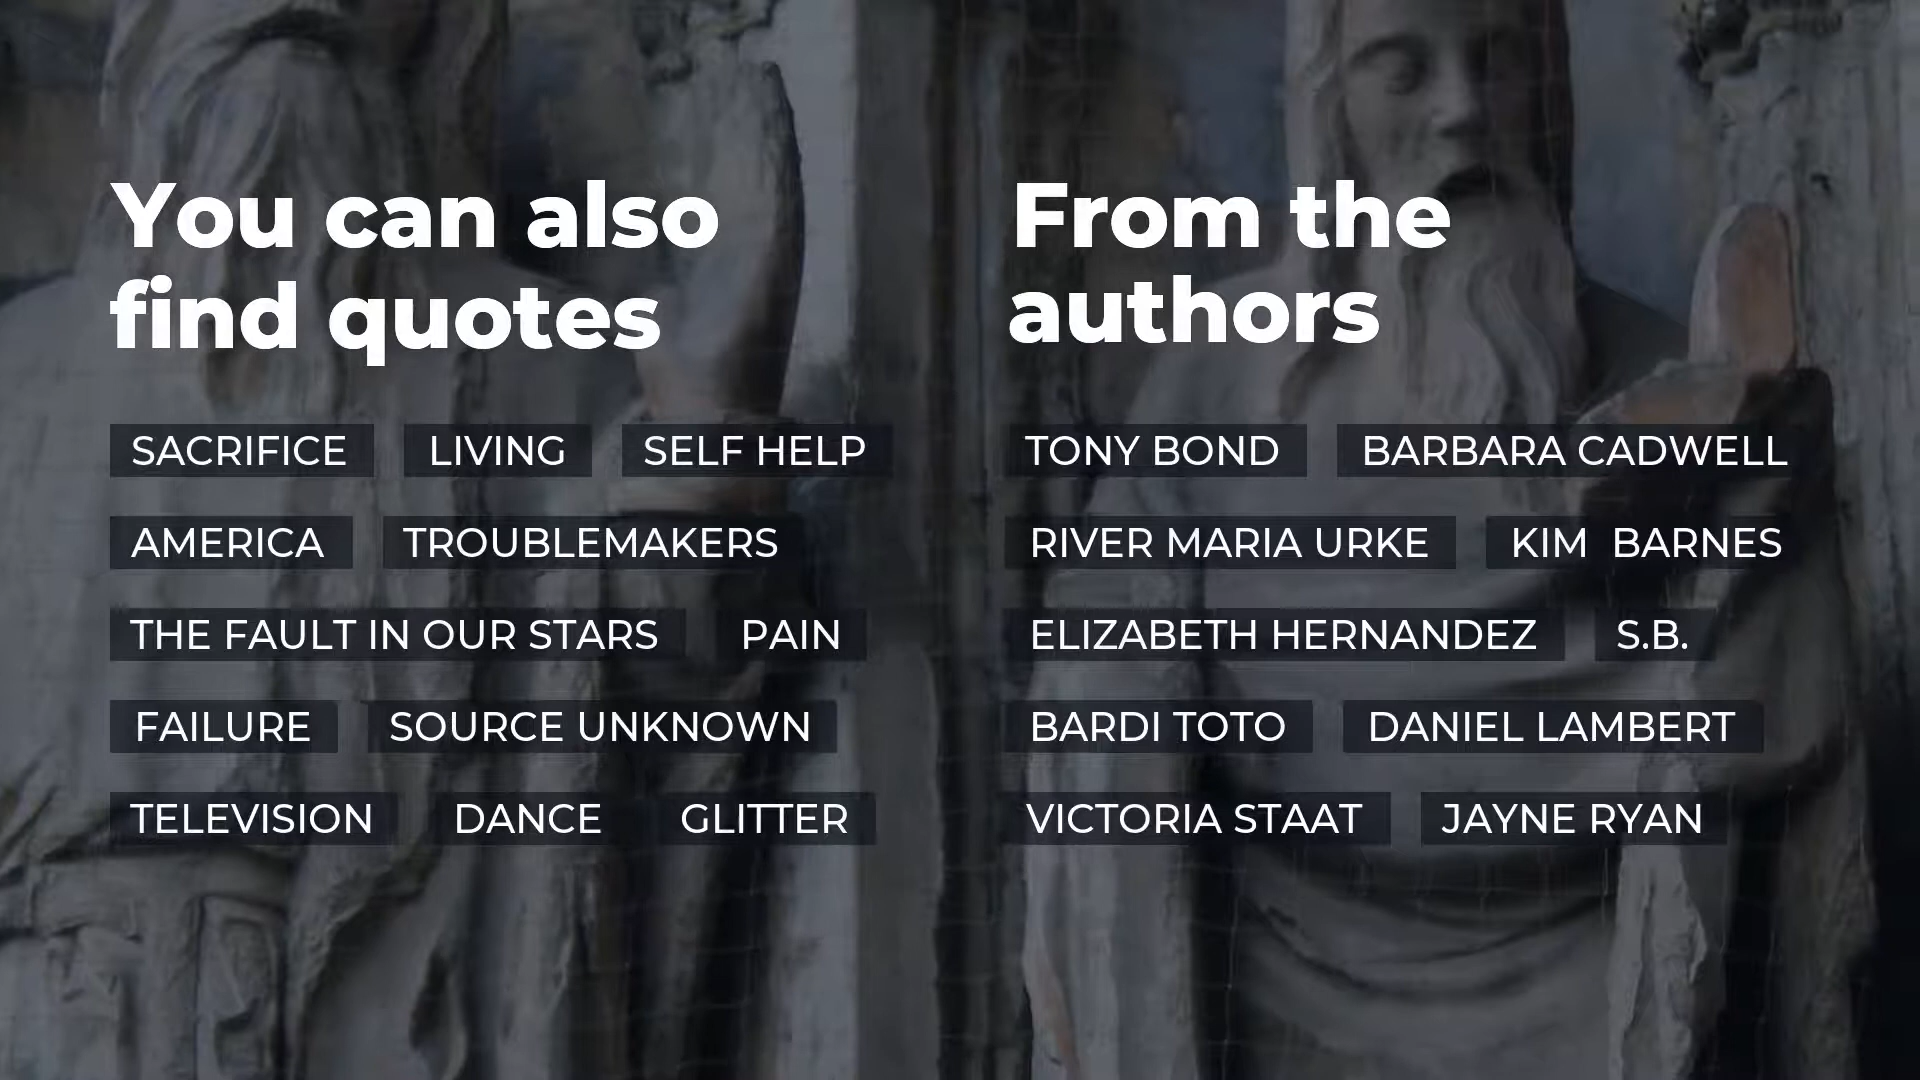 You can also
find quotes
SACRIFICE LIVING SELF HELP
AMERICA TROUBLEMAKERS
THE FAULT IN OUR STARS PAIN
FAILURE SOURCE UNKNOWN
TELEVISION DANCE GLITTER
From the
authors
TONY BOND BARBARA CADWELL
RIVER MARIA URKE KIM BARNES
ELIZABETH HERNANDEZ S.B.
BARDI TOTO DANIEL LAMBERT
VICTORIA STAAT JAYNE RYAN